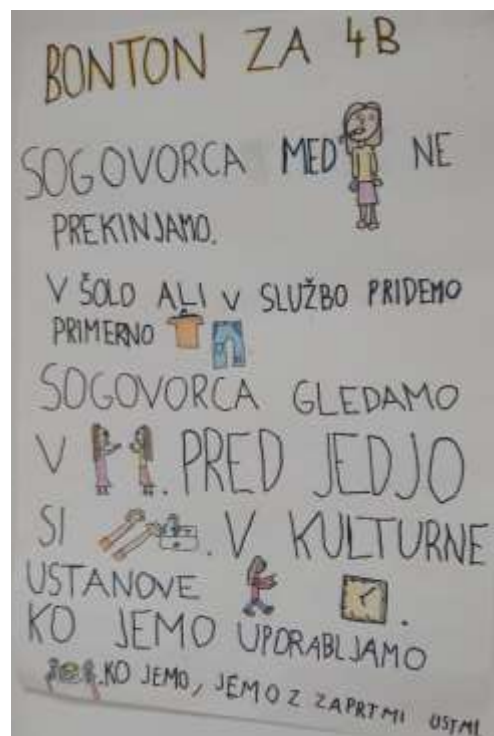 BONTON ZA 4B
SOGOVORCA MED NE
PREKINJAMO.
V ŠOLO ALI V SLUŽBO PRIDEMO
PRIMERNO
SOGOVORCA GLEDAMO
V . PRED JEDJO
SI . V KULTURNE
USTANOVE .
KO JEMO UPORABLJAMO
. KO JEMO, JEMO Z ZAPRTMI USTMI